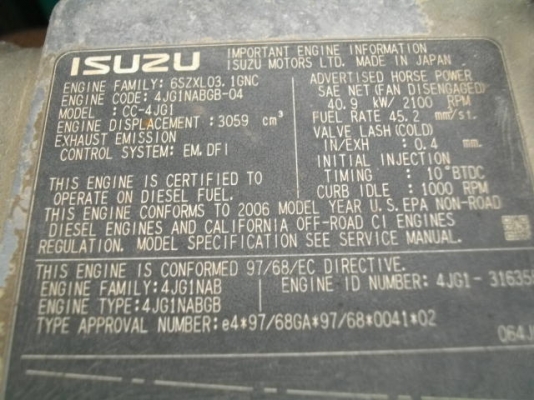 ISUZU
IMPORTANT ENGINE INFORMATION
ISUZU MOTORS LTD. MADE IN JAPAN
ENGINE FAMILY: 6SZXL03.1GNC
ENGINE CODE: 4JG1NABGB-04
MODEL : CC-4JG1
ENGINE DISPLACEMENT :3059 cm³
EXHAUST EMISSION
CONTROL SYSTEM: EM, DFI
THIS ENGINE IS CERTIFIED TO
OPERATE ON DIESEL FUEL.
ADVERTISED HORSE POWER
SAE NET (FAN DISENGAGED)
40.9 kW/ 2100 RPM
FUEL RATE 45.2 mm³/st.
VALVE LASH (COLD)
IN/EXH : 0.4 mm.
INITIAL INJECTION
TIMING : 10°BTDC
CURB IDLE : 1000 RPM
THIS ENGINE CONFORMS TO 2006 MODEL YEAR U.S. EPA NON-ROAD
DIESEL ENGINES AND CALIFORNIA OFF-ROAD CI ENGINES
REGULATION. MODEL SPECIFICATION SEE SERVICE MANUAL.
THIS ENGINE IS CONFORMED 97/68/EC DIRECTIVE.
ENGINE FAMILY: 4JG1NAB
ENGINE TYPE: 4JG1NABGB
ENGINE ID NUMBER: 4JG1- 31635
TYPE APPROVAL NUMBER: e4*97/68GA*97/68*0041*02
064J